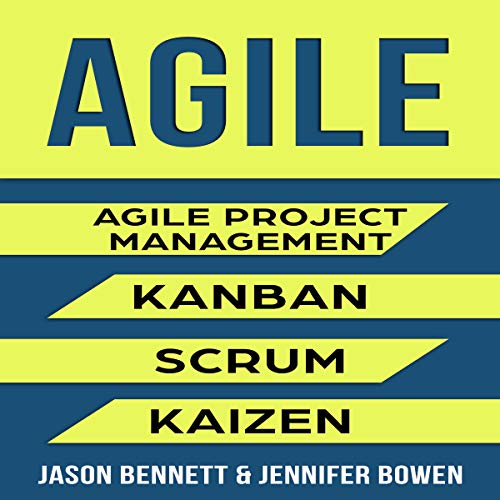 AGILE
AGILE PROJECT
MANAGEMENT
KANBAN
SCRUM
KAIZEN
JASON BENNETT & JENNIFER BOWEN